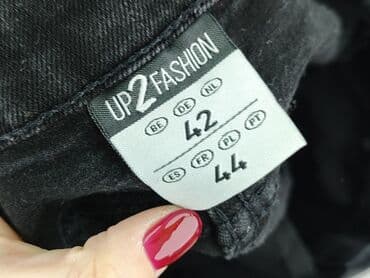 UP2FASHION
BE DE NL
42
ES FR PL PT
44